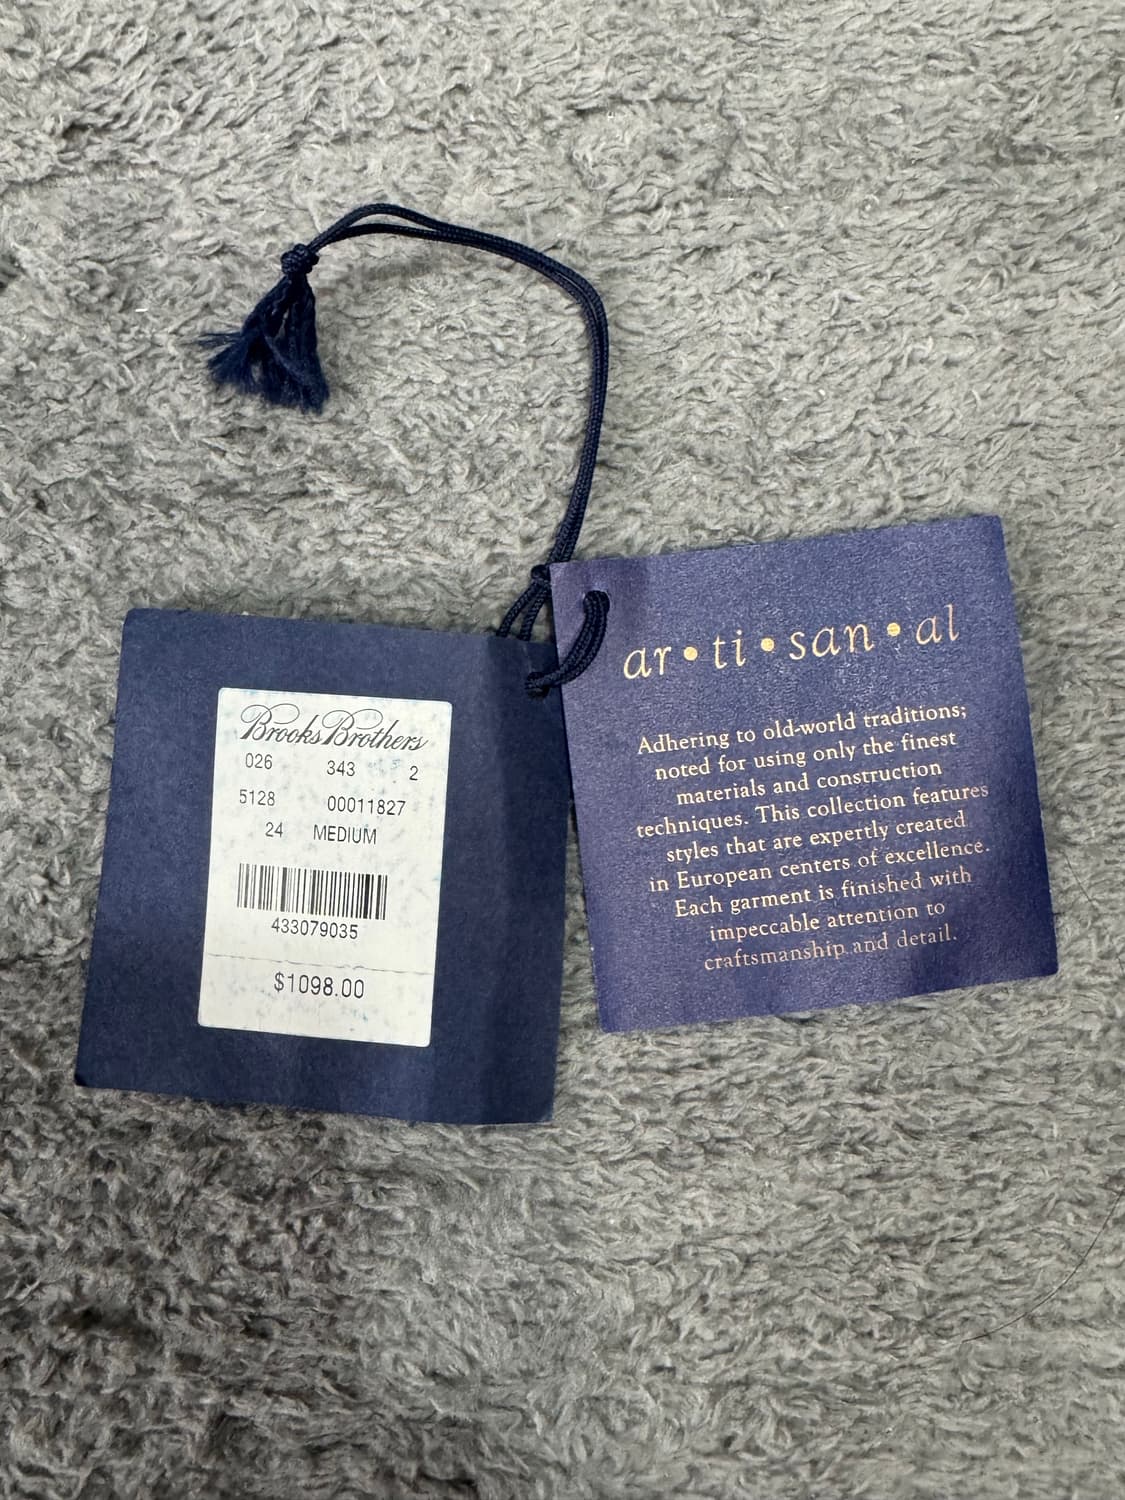 Brooks Brothers
026 343 2
5128 00011827
24 MEDIUM
433079035
$1098.00
ar•ti•san•al
Adhering to old-world traditions;
noted for using only the finest
materials and construction
techniques. This collection features
styles that are expertly created
in European centers of excellence.
Each garment is finished with
impeccable attention to
craftsmanship and detail.